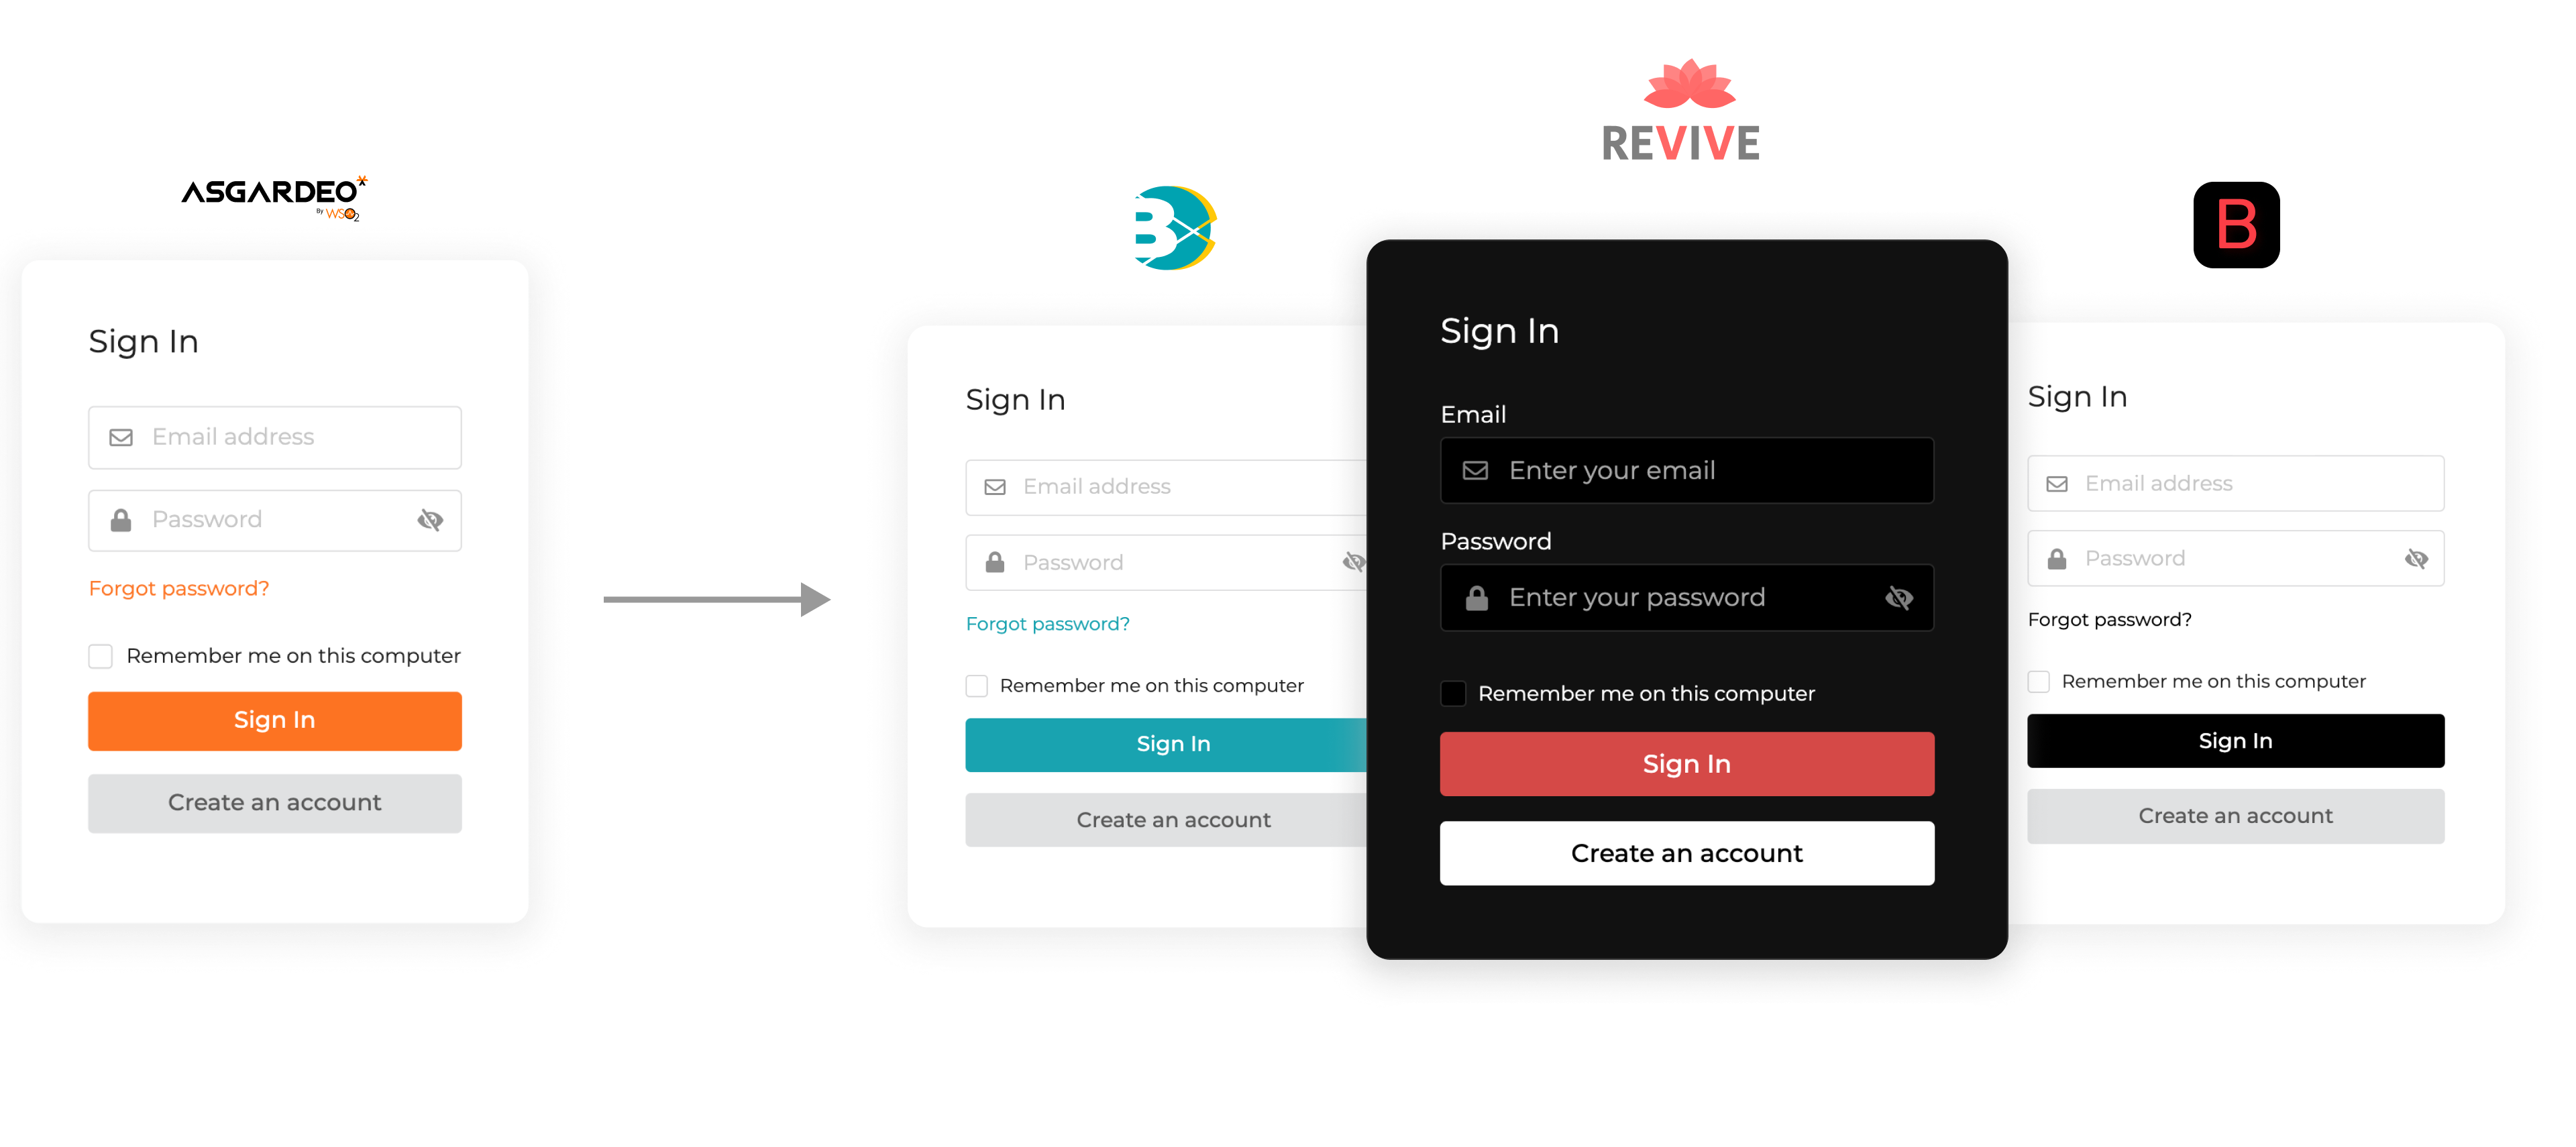 ASGARDEO
By WSO2
Sign In
Email address
Password
Forgot password?
Remember me on this computer
Sign In
Create an account
B
Sign In
Email address
Password
Forgot password?
Remember me on this computer
Sign In
Create an account
REVIVE
Sign In
Email
Enter your email
Password
Enter your password
Remember me on this computer
Sign In
Create an account
B
Sign In
Email address
Password
Forgot password?
Remember me on this computer
Sign In
Create an account